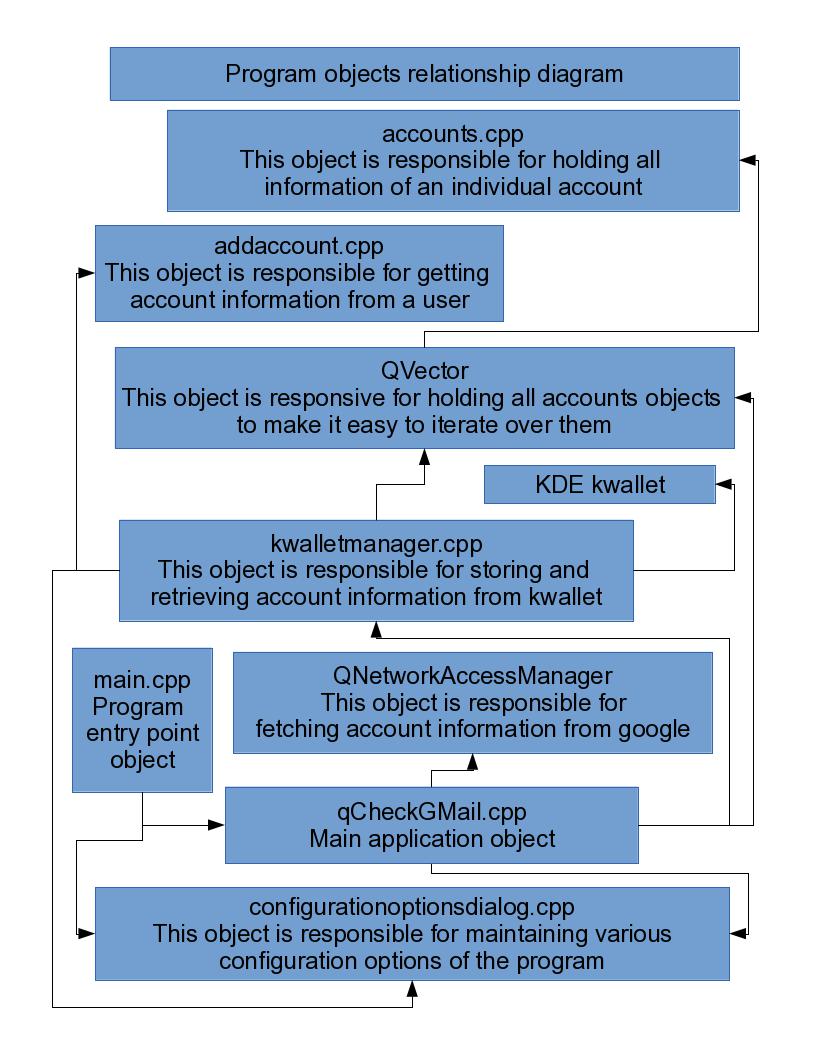 Program objects relationship diagram
accounts.cpp
This object is responsible for holding all
information of an individual account
addaccount.cpp
This object is responsible for getting
account information from a user
QVector
This object is responsive for holding all accounts objects
to make it easy to iterate over them
KDE kwallet
kwalletmanager.cpp
This object is responsible for storing and
retrieving account information from kwallet
main.cpp
Program
entry point
object
QNetworkAccessManager
This object is responsible for
fetching account information from google
qCheckGMail.cpp
Main application object
configurationoptionsdialog.cpp
This object is responsible for maintaining various
configuration options of the program